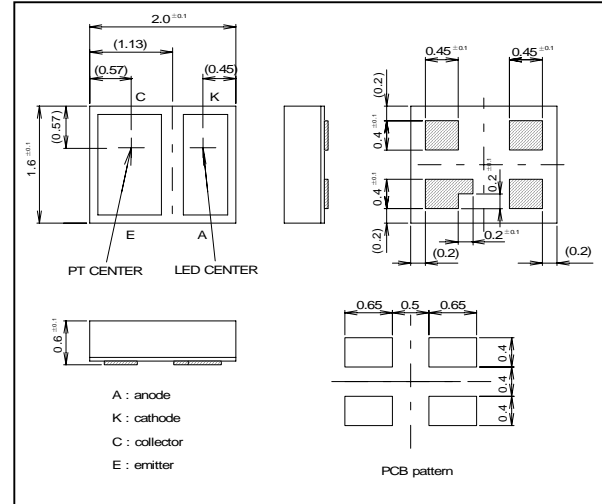 2.0 ±0.1
(1.13)
(0.57)
(0.45)
C
K
(0.57)
1.6 ±0.1
E
A
PT CENTER
LED CENTER
0.45 ±0.1
0.45 ±0.1
(0.2)
0.4 ±0.1
0.4 ±0.1
0.2 ±0.1
(0.2)
0.2 ±0.1
(0.2)
(0.2)
0.6 ±0.1
A : anode
K : cathode
C : collector
E : emitter
0.65
0.5
0.65
0.4
0.4
0.4
PCB pattern